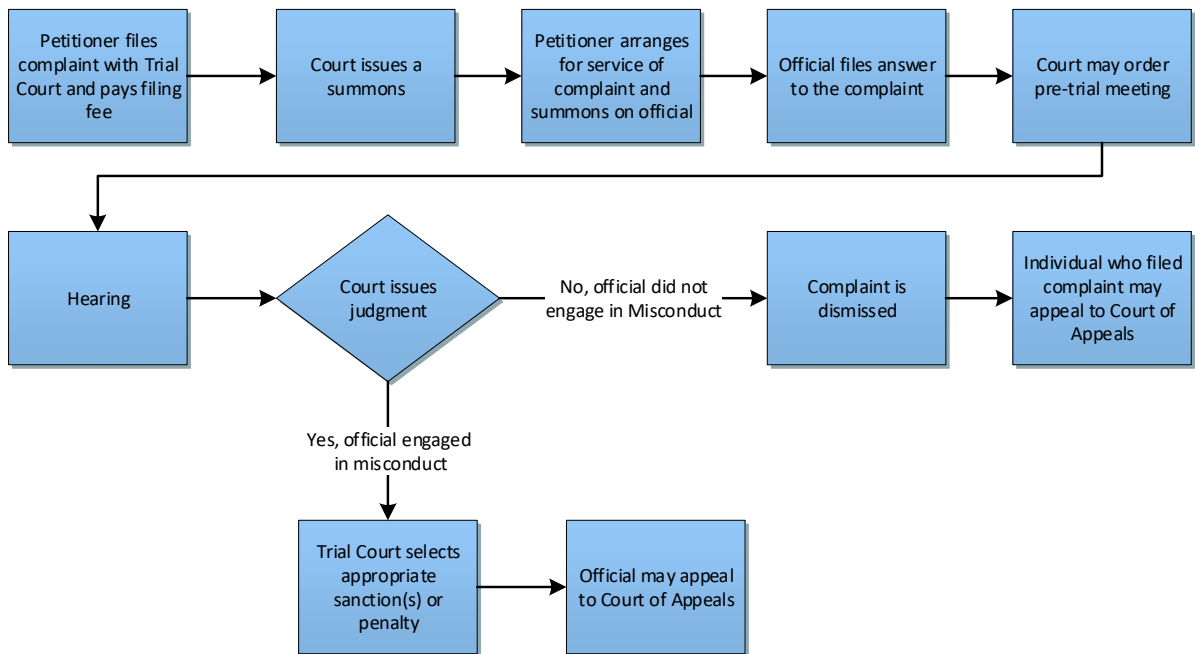 Petitioner files
complaint with Trial
Court and pays filing
fee
Court issues a
summons
Petitioner arranges
for service of
complaint and
summons on official
Official files answer
to the complaint
Court may order
pre-trial meeting
Hearing
Court issues
judgment
No, official did not
engage in Misconduct
Complaint is
dismissed
Individual who filed
complaint may
appeal to Court of
Appeals
Yes, official engaged
in misconduct
Trial Court selects
appropriate
sanction(s) or
penalty
Official may appeal
to Court of Appeals